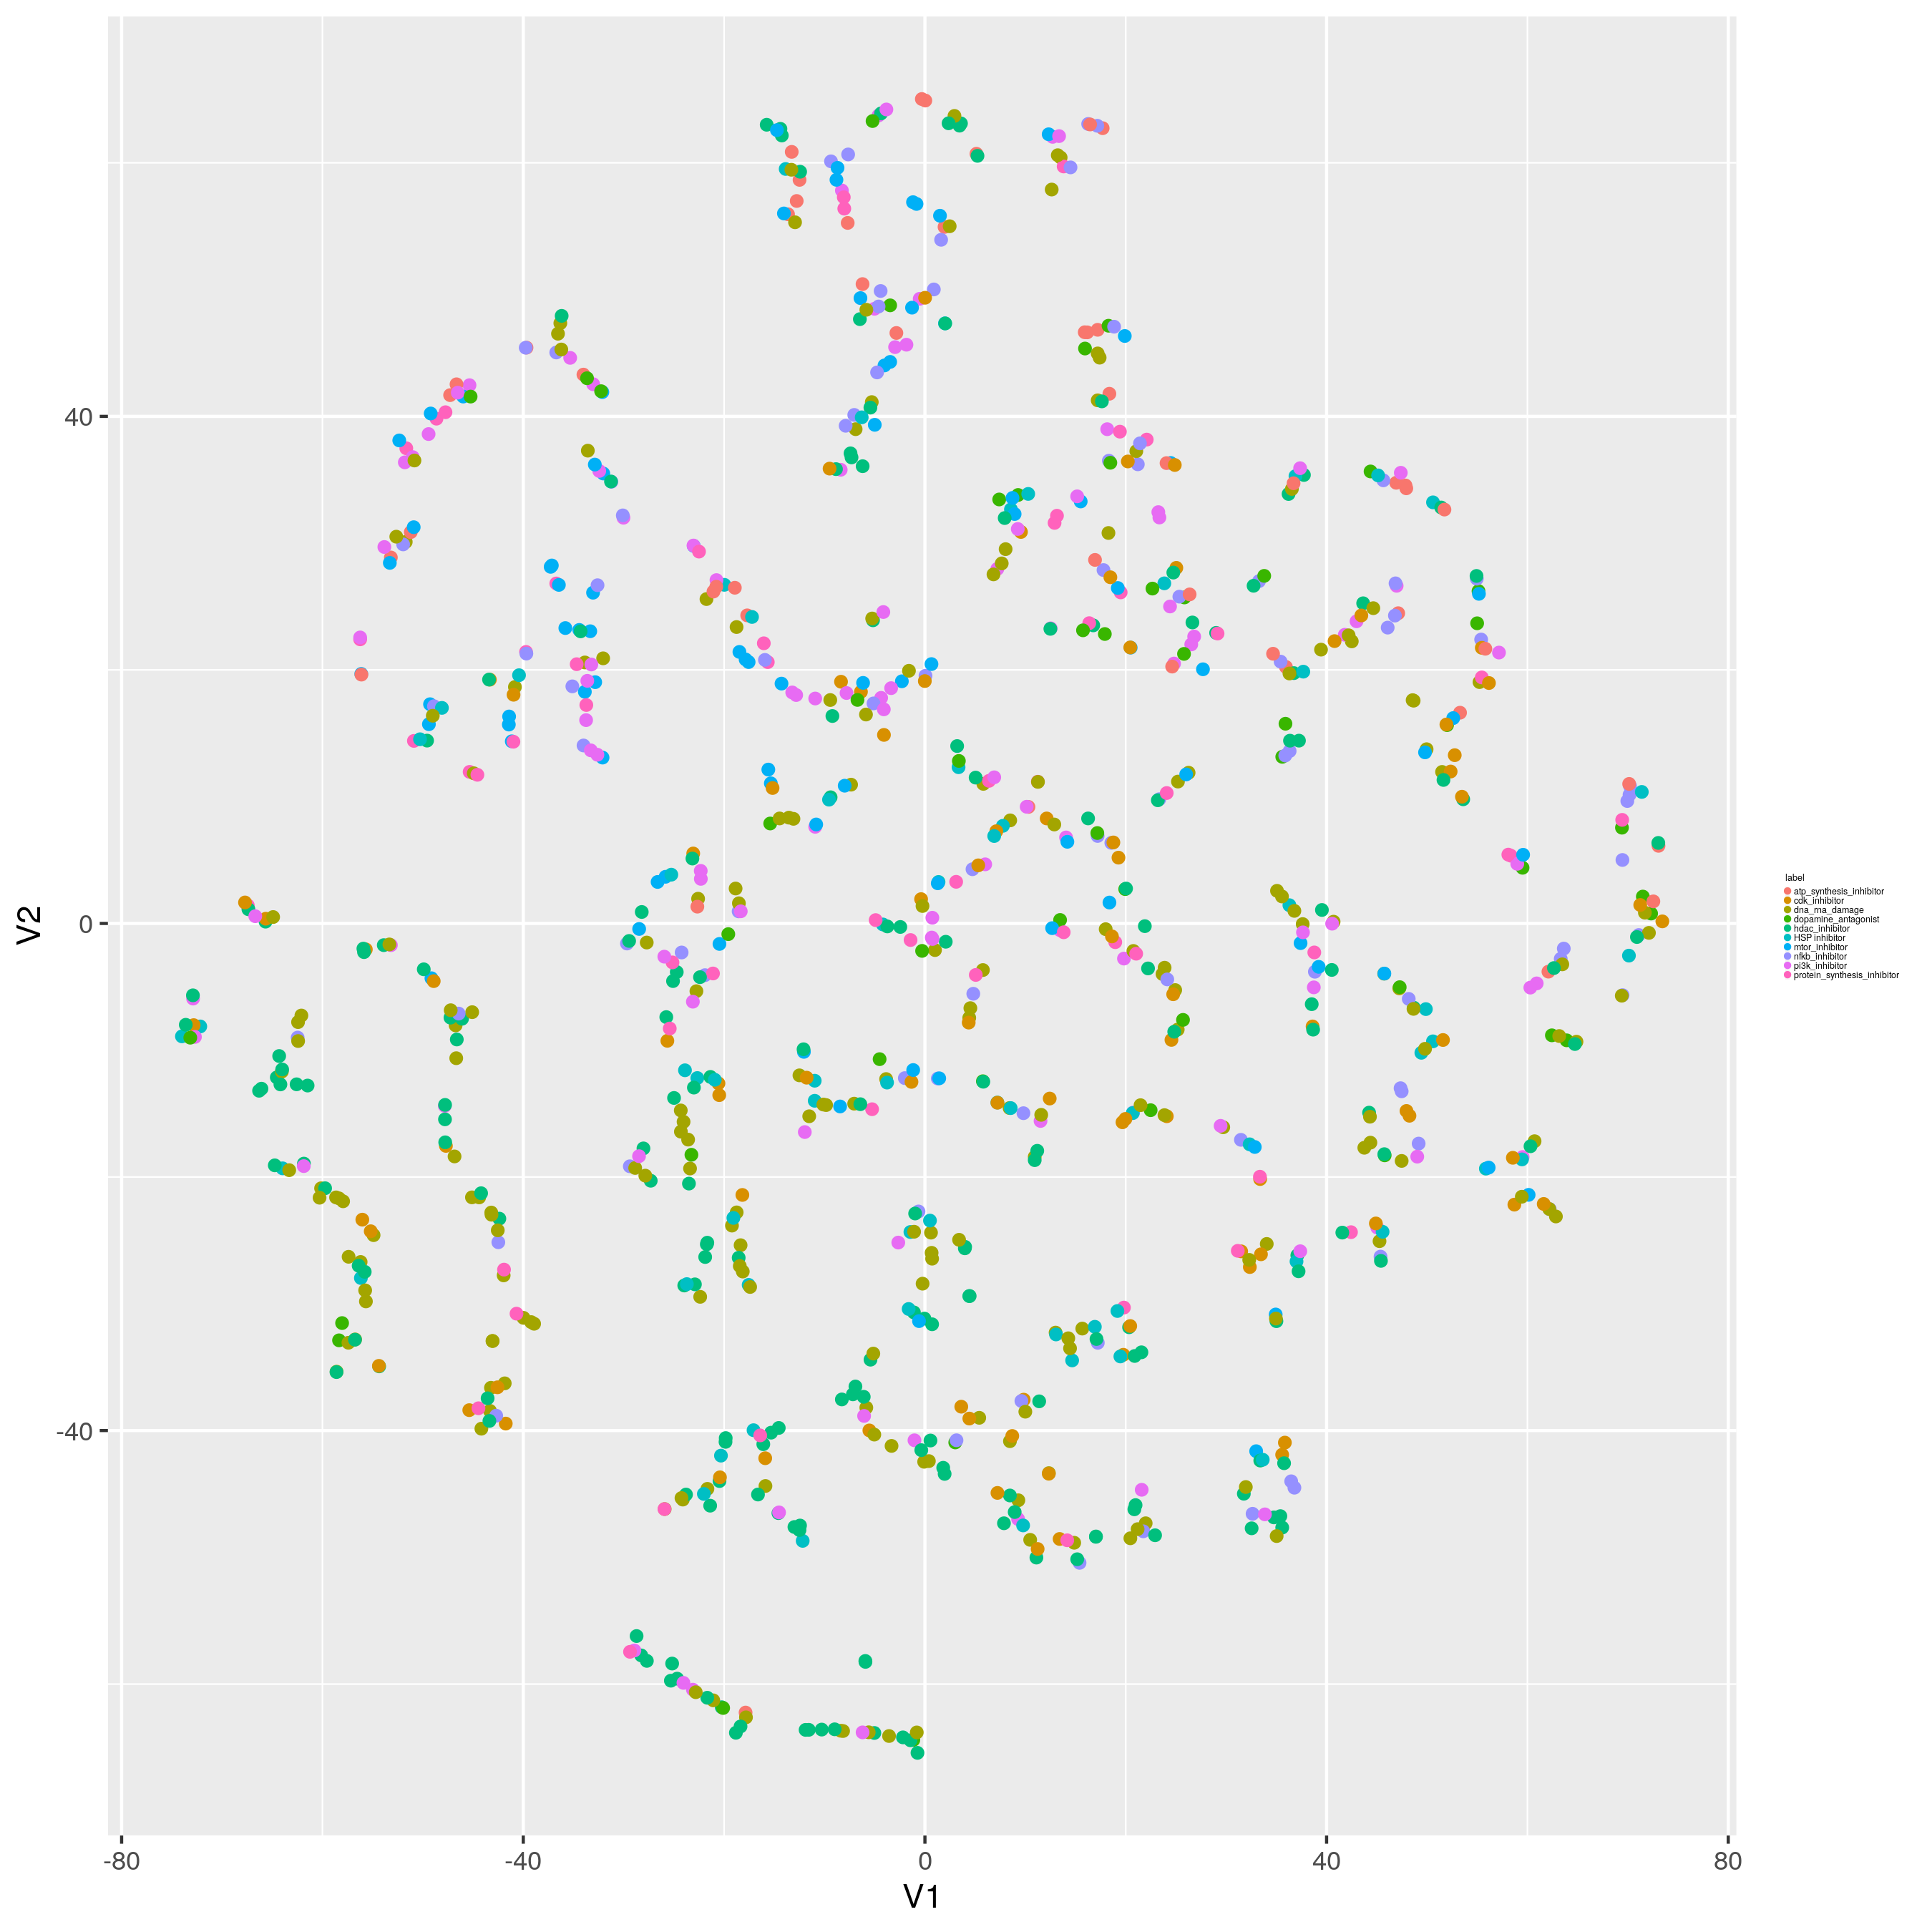 V2
40
0
-40
-80
-40
0
40
80
V1
label
atp_synthesis_inhibitor
cdk_inhibitor
dna_rna_damage
dopamine_antagonist
hdac_inhibitor
HSP inhibitor
mtor_inhibitor
nfkb_inhibitor
pi3k_inhibitor
protein_synthesis_inhibitor